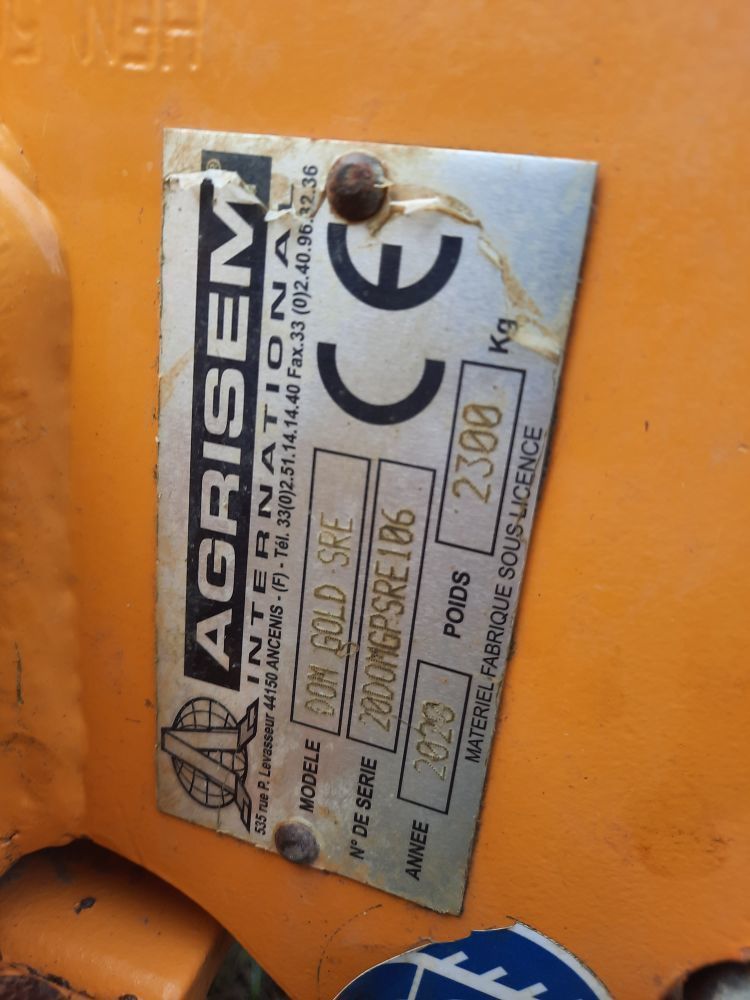 AGRISEM®
INTERNATIONAL
535 rue P. Levasseur 44150 ANCENIS - (F) - Tél. 33(0)2.51.14.14.40 Fax.33 (0)2.40.96.32.36
CE
MODELE DOM GOLD SRE
N° DE SERIE 20DOMGPSRE106
ANNEE 2020 POIDS 2300 Kg
MATERIEL FABRIQUE SOUS LICENCE